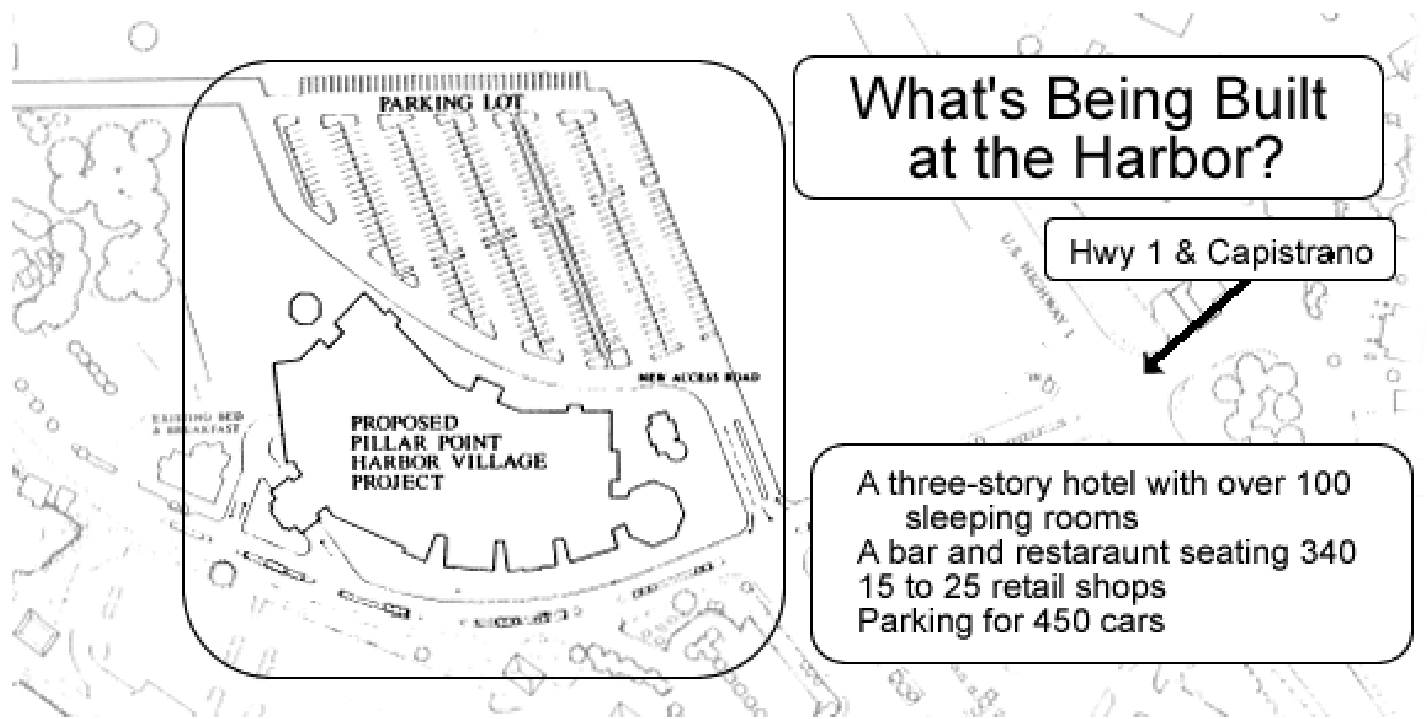 What's Being Built
at the Harbor?
PARKING LOT
Hwy 1 & Capistrano
U.S. HIGHWAY 1
NEW ACCESS ROAD
EXISTING BED
& BREAKFAST
PROPOSED
PILLAR POINT
HARBOR VILLAGE
PROJECT
A three-story hotel with over 100
sleeping rooms
A bar and restaraunt seating 340
15 to 25 retail shops
Parking for 450 cars